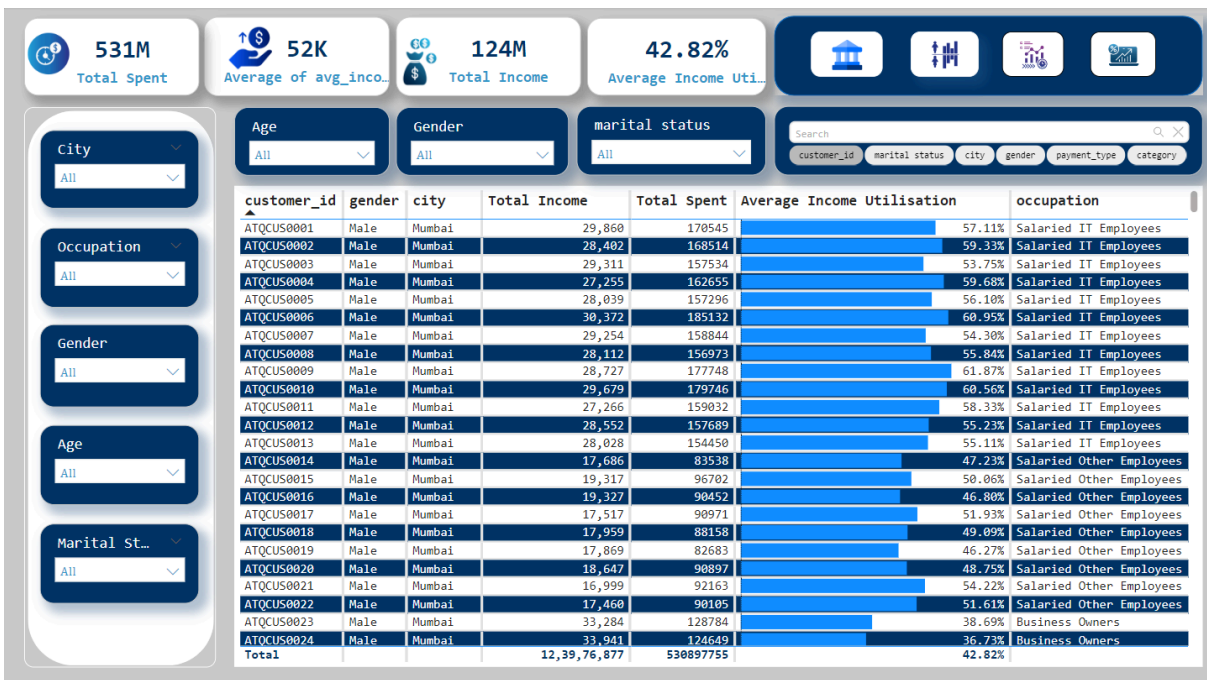 531M
Total Spent
52K
Average of avg_inco...
124M
Total Income
42.82%
Average Income Uti...
City
All
Occupation
All
Gender
All
Age
All
Marital St...
All
Age
All
Gender
All
marital status
All
Search
customer_id marital status city gender payment_type category
customer_id gender city Total Income Total Spent Average Income Utilisation occupation
ATQCUS0001 Male Mumbai 29,860 170545 57.11% Salaried IT Employees
ATQCUS0002 Male Mumbai 28,402 168514 59.33% Salaried IT Employees
ATQCUS0003 Male Mumbai 29,311 157534 53.75% Salaried IT Employees
ATQCUS0004 Male Mumbai 27,255 162655 59.68% Salaried IT Employees
ATQCUS0005 Male Mumbai 28,039 157296 56.10% Salaried IT Employees
ATQCUS0006 Male Mumbai 30,372 185132 60.95% Salaried IT Employees
ATQCUS0007 Male Mumbai 29,254 158844 54.30% Salaried IT Employees
ATQCUS0008 Male Mumbai 28,112 156973 55.84% Salaried IT Employees
ATQCUS0009 Male Mumbai 28,727 177748 61.87% Salaried IT Employees
ATQCUS0010 Male Mumbai 29,679 179746 60.56% Salaried IT Employees
ATQCUS0011 Male Mumbai 27,266 159032 58.33% Salaried IT Employees
ATQCUS0012 Male Mumbai 28,552 157689 55.23% Salaried IT Employees
ATQCUS0013 Male Mumbai 28,028 154450 55.11% Salaried IT Employees
ATQCUS0014 Male Mumbai 17,686 83538 47.23% Salaried Other Employees
ATQCUS0015 Male Mumbai 19,317 96702 50.06% Salaried Other Employees
ATQCUS0016 Male Mumbai 19,327 90452 46.80% Salaried Other Employees
ATQCUS0017 Male Mumbai 17,517 90971 51.93% Salaried Other Employees
ATQCUS0018 Male Mumbai 17,959 88158 49.09% Salaried Other Employees
ATQCUS0019 Male Mumbai 17,869 82683 46.27% Salaried Other Employees
ATQCUS0020 Male Mumbai 18,647 90897 48.75% Salaried Other Employees
ATQCUS0021 Male Mumbai 16,999 92163 54.22% Salaried Other Employees
ATQCUS0022 Male Mumbai 17,460 90105 51.61% Salaried Other Employees
ATQCUS0023 Male Mumbai 33,284 128784 38.69% Business Owners
ATQCUS0024 Male Mumbai 33,941 124649 36.73% Business Owners
Total 12,39,76,877 530897755 42.82%